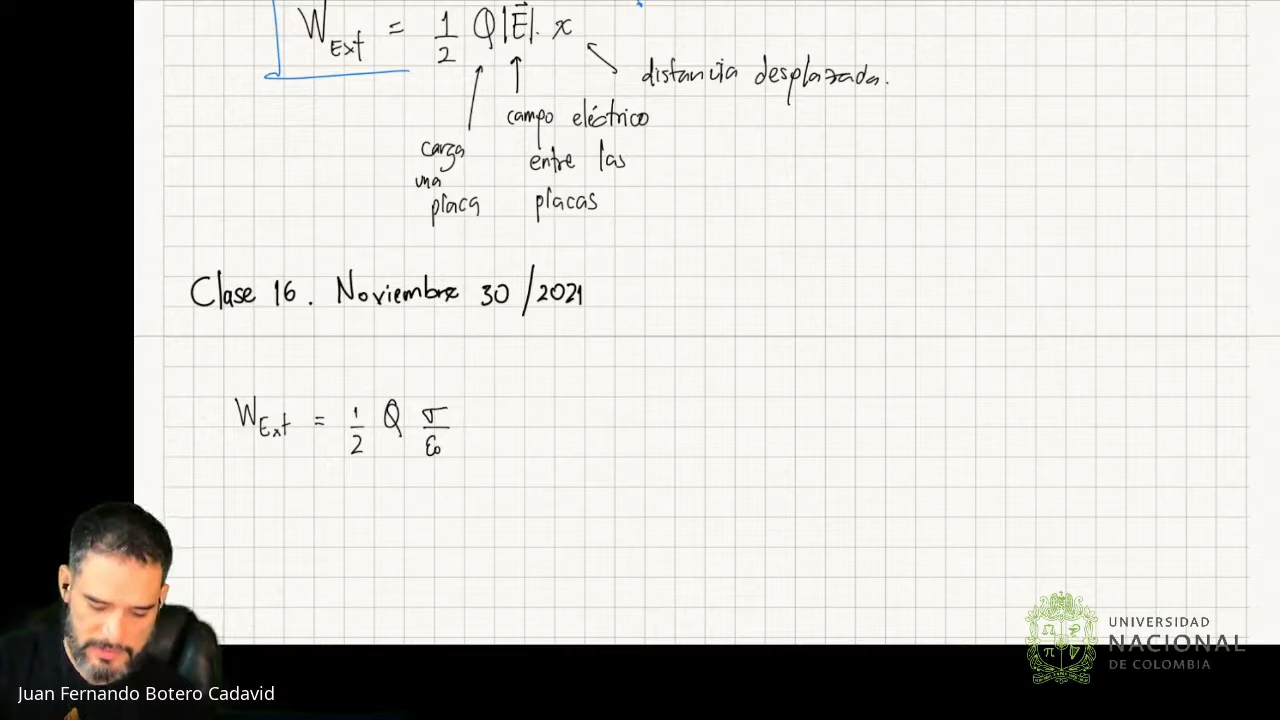 W_Ext = 1/2 Q|E⃗|. x
distancia desplazada.
campo eléctrico
entre las
placas
carga
una
placa
Clase 16. Noviembre 30/2021
W_Ext = 1/2 Q σ/ε₀
UNIVERSIDAD
NACIONAL
DE COLOMBIA
Juan Fernando Botero Cadavid